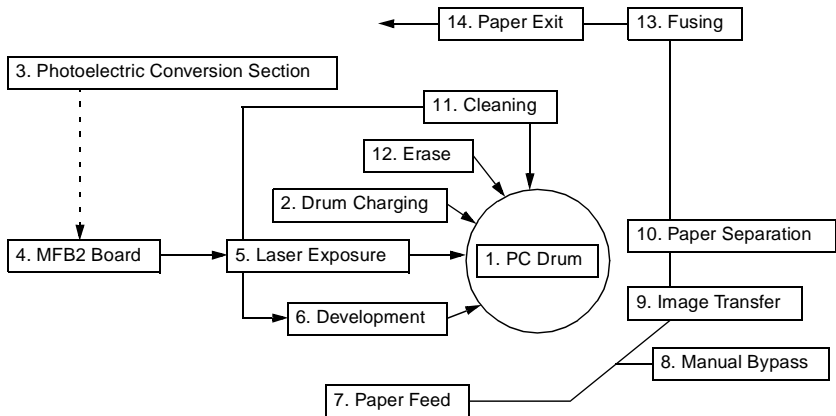 14. Paper Exit
13. Fusing
3. Photoelectric Conversion Section
11. Cleaning
12. Erase
2. Drum Charging
10. Paper Separation
4. MFB2 Board
5. Laser Exposure
1. PC Drum
9. Image Transfer
6. Development
8. Manual Bypass
7. Paper Feed